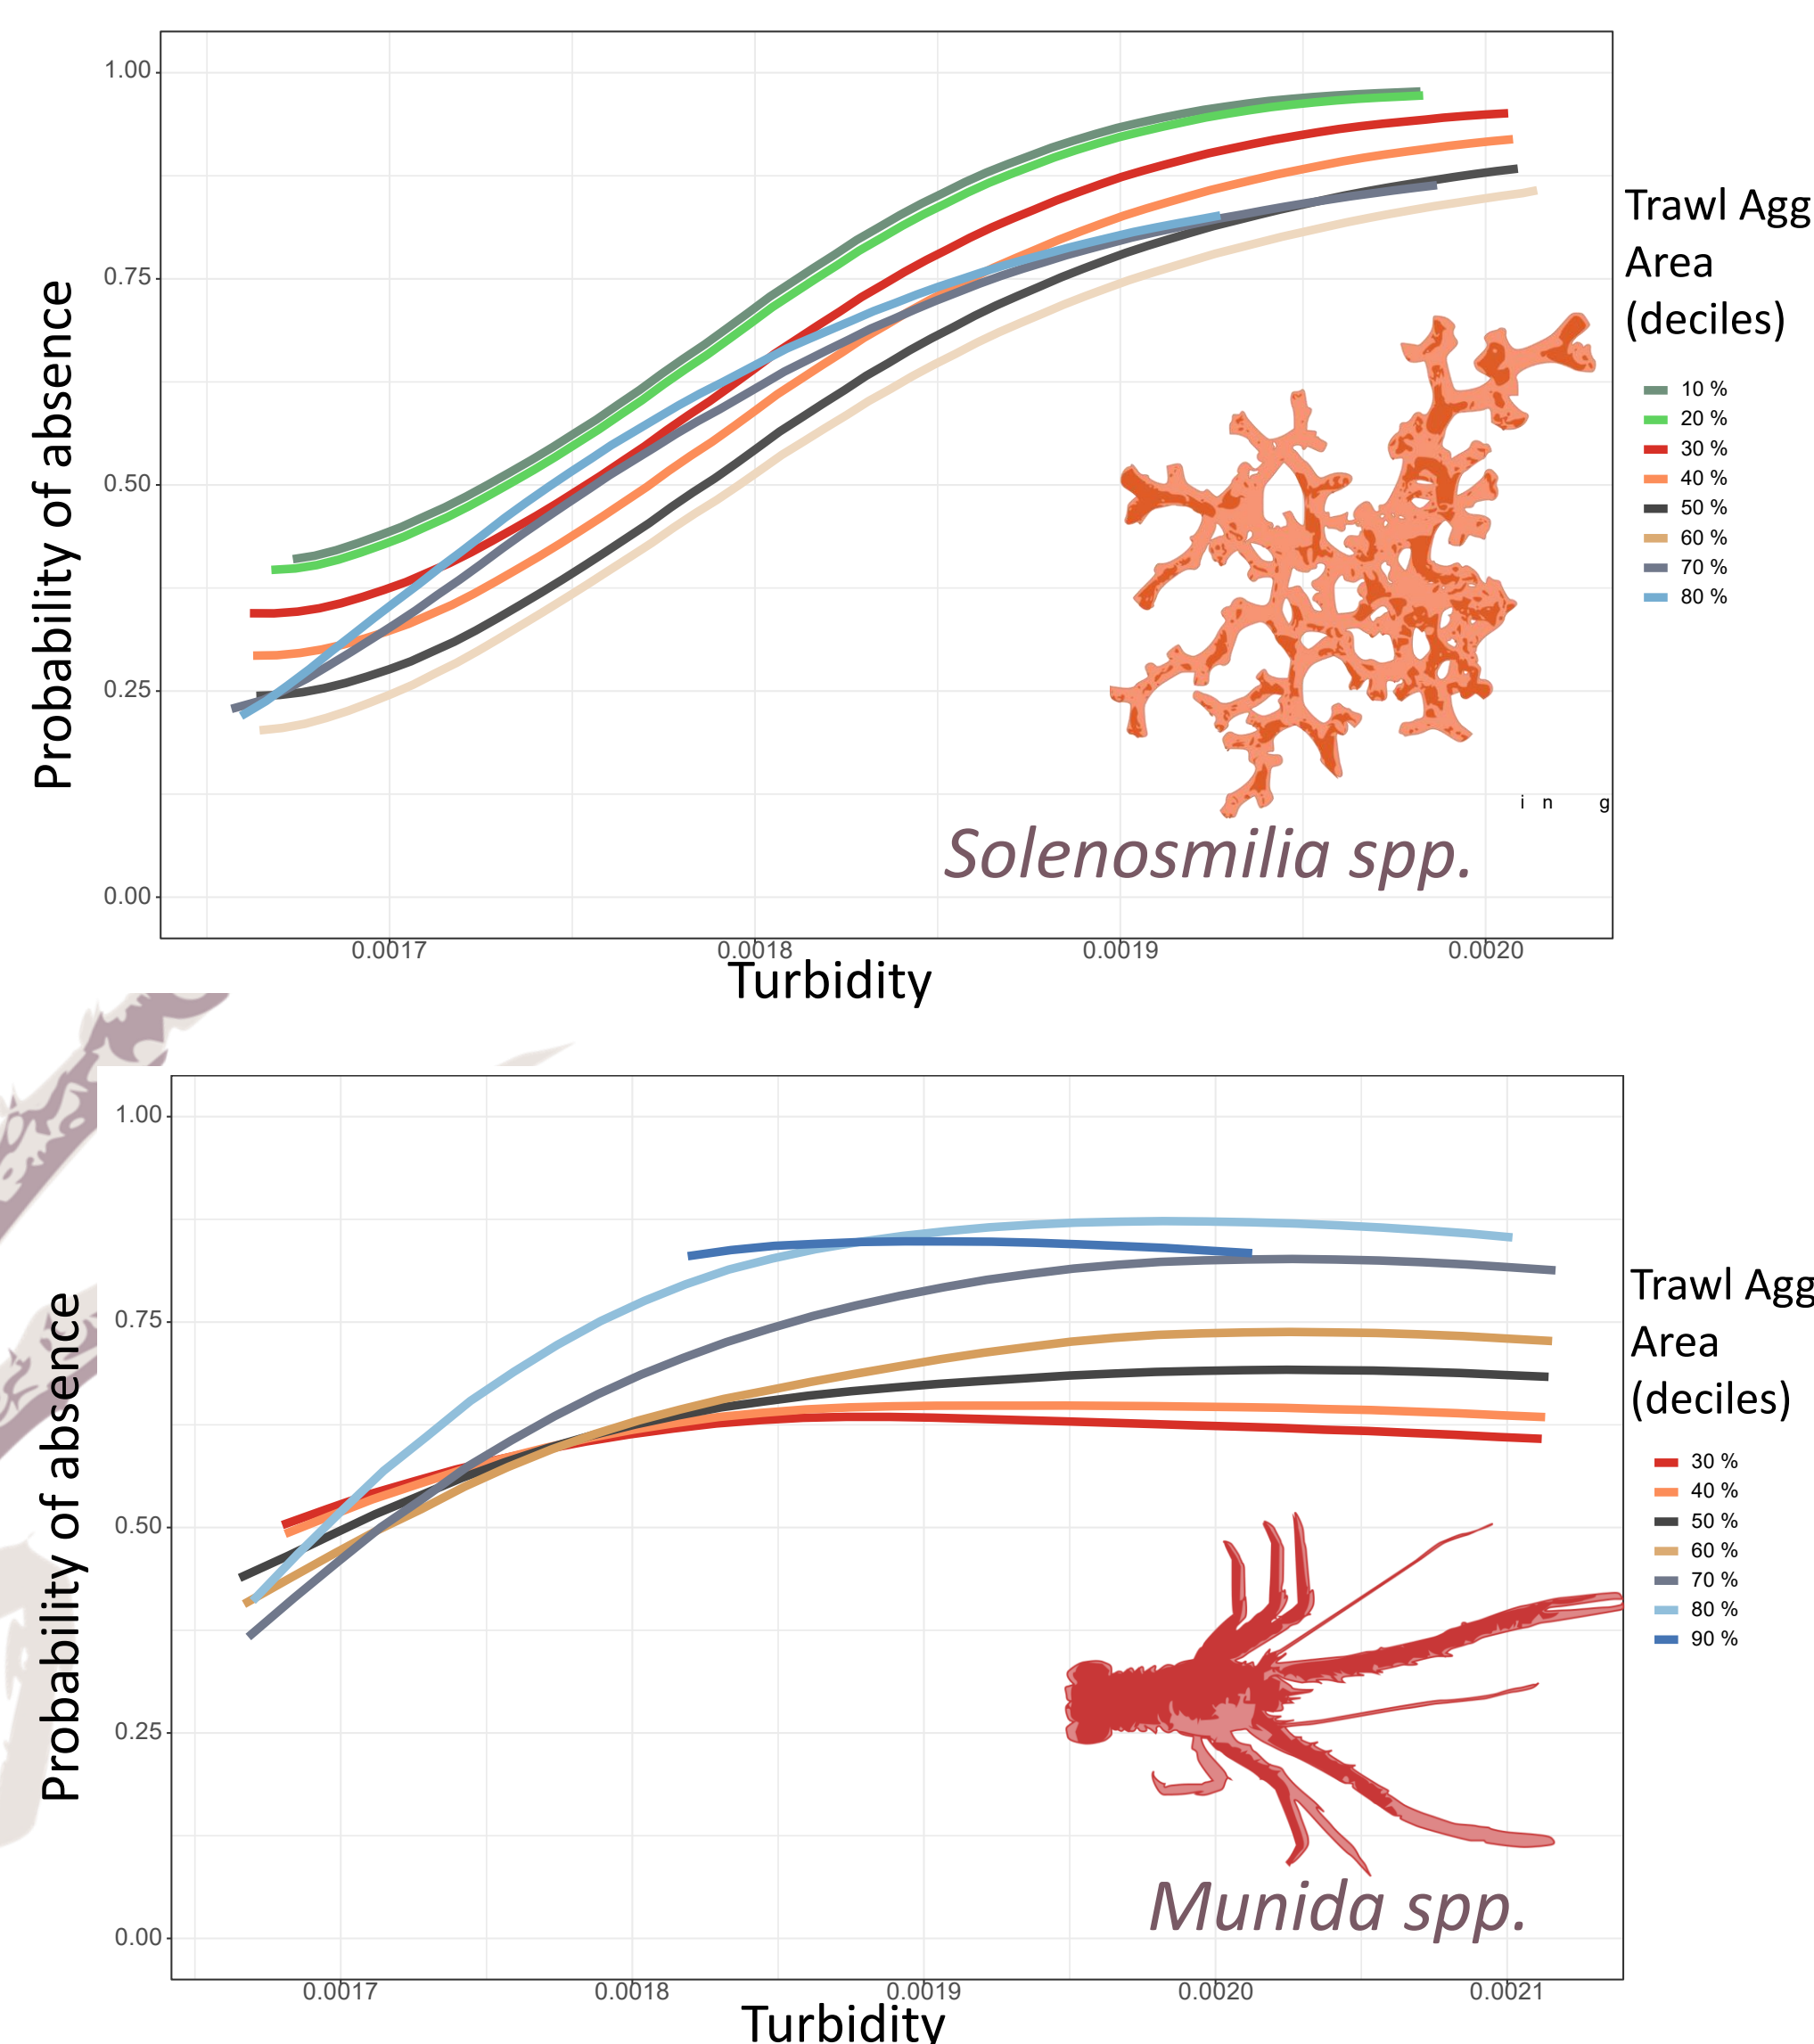 1.00
0.75
0.50
0.25
0.00
Probability of absence
0.0017 0.0018 0.0019 0.0020
Turbidity
Solenosmilia spp.
i n g
Trawl Agg
Area
(deciles)
10 %
20 %
30 %
40 %
50 %
60 %
70 %
80 %
1.00
0.75
0.50
0.25
0.00
Probability of absence
0.0017 0.0018 0.0019 0.0020 0.0021
Turbidity
Munida spp.
Trawl Agg
Area
(deciles)
30 %
40 %
50 %
60 %
70 %
80 %
90 %